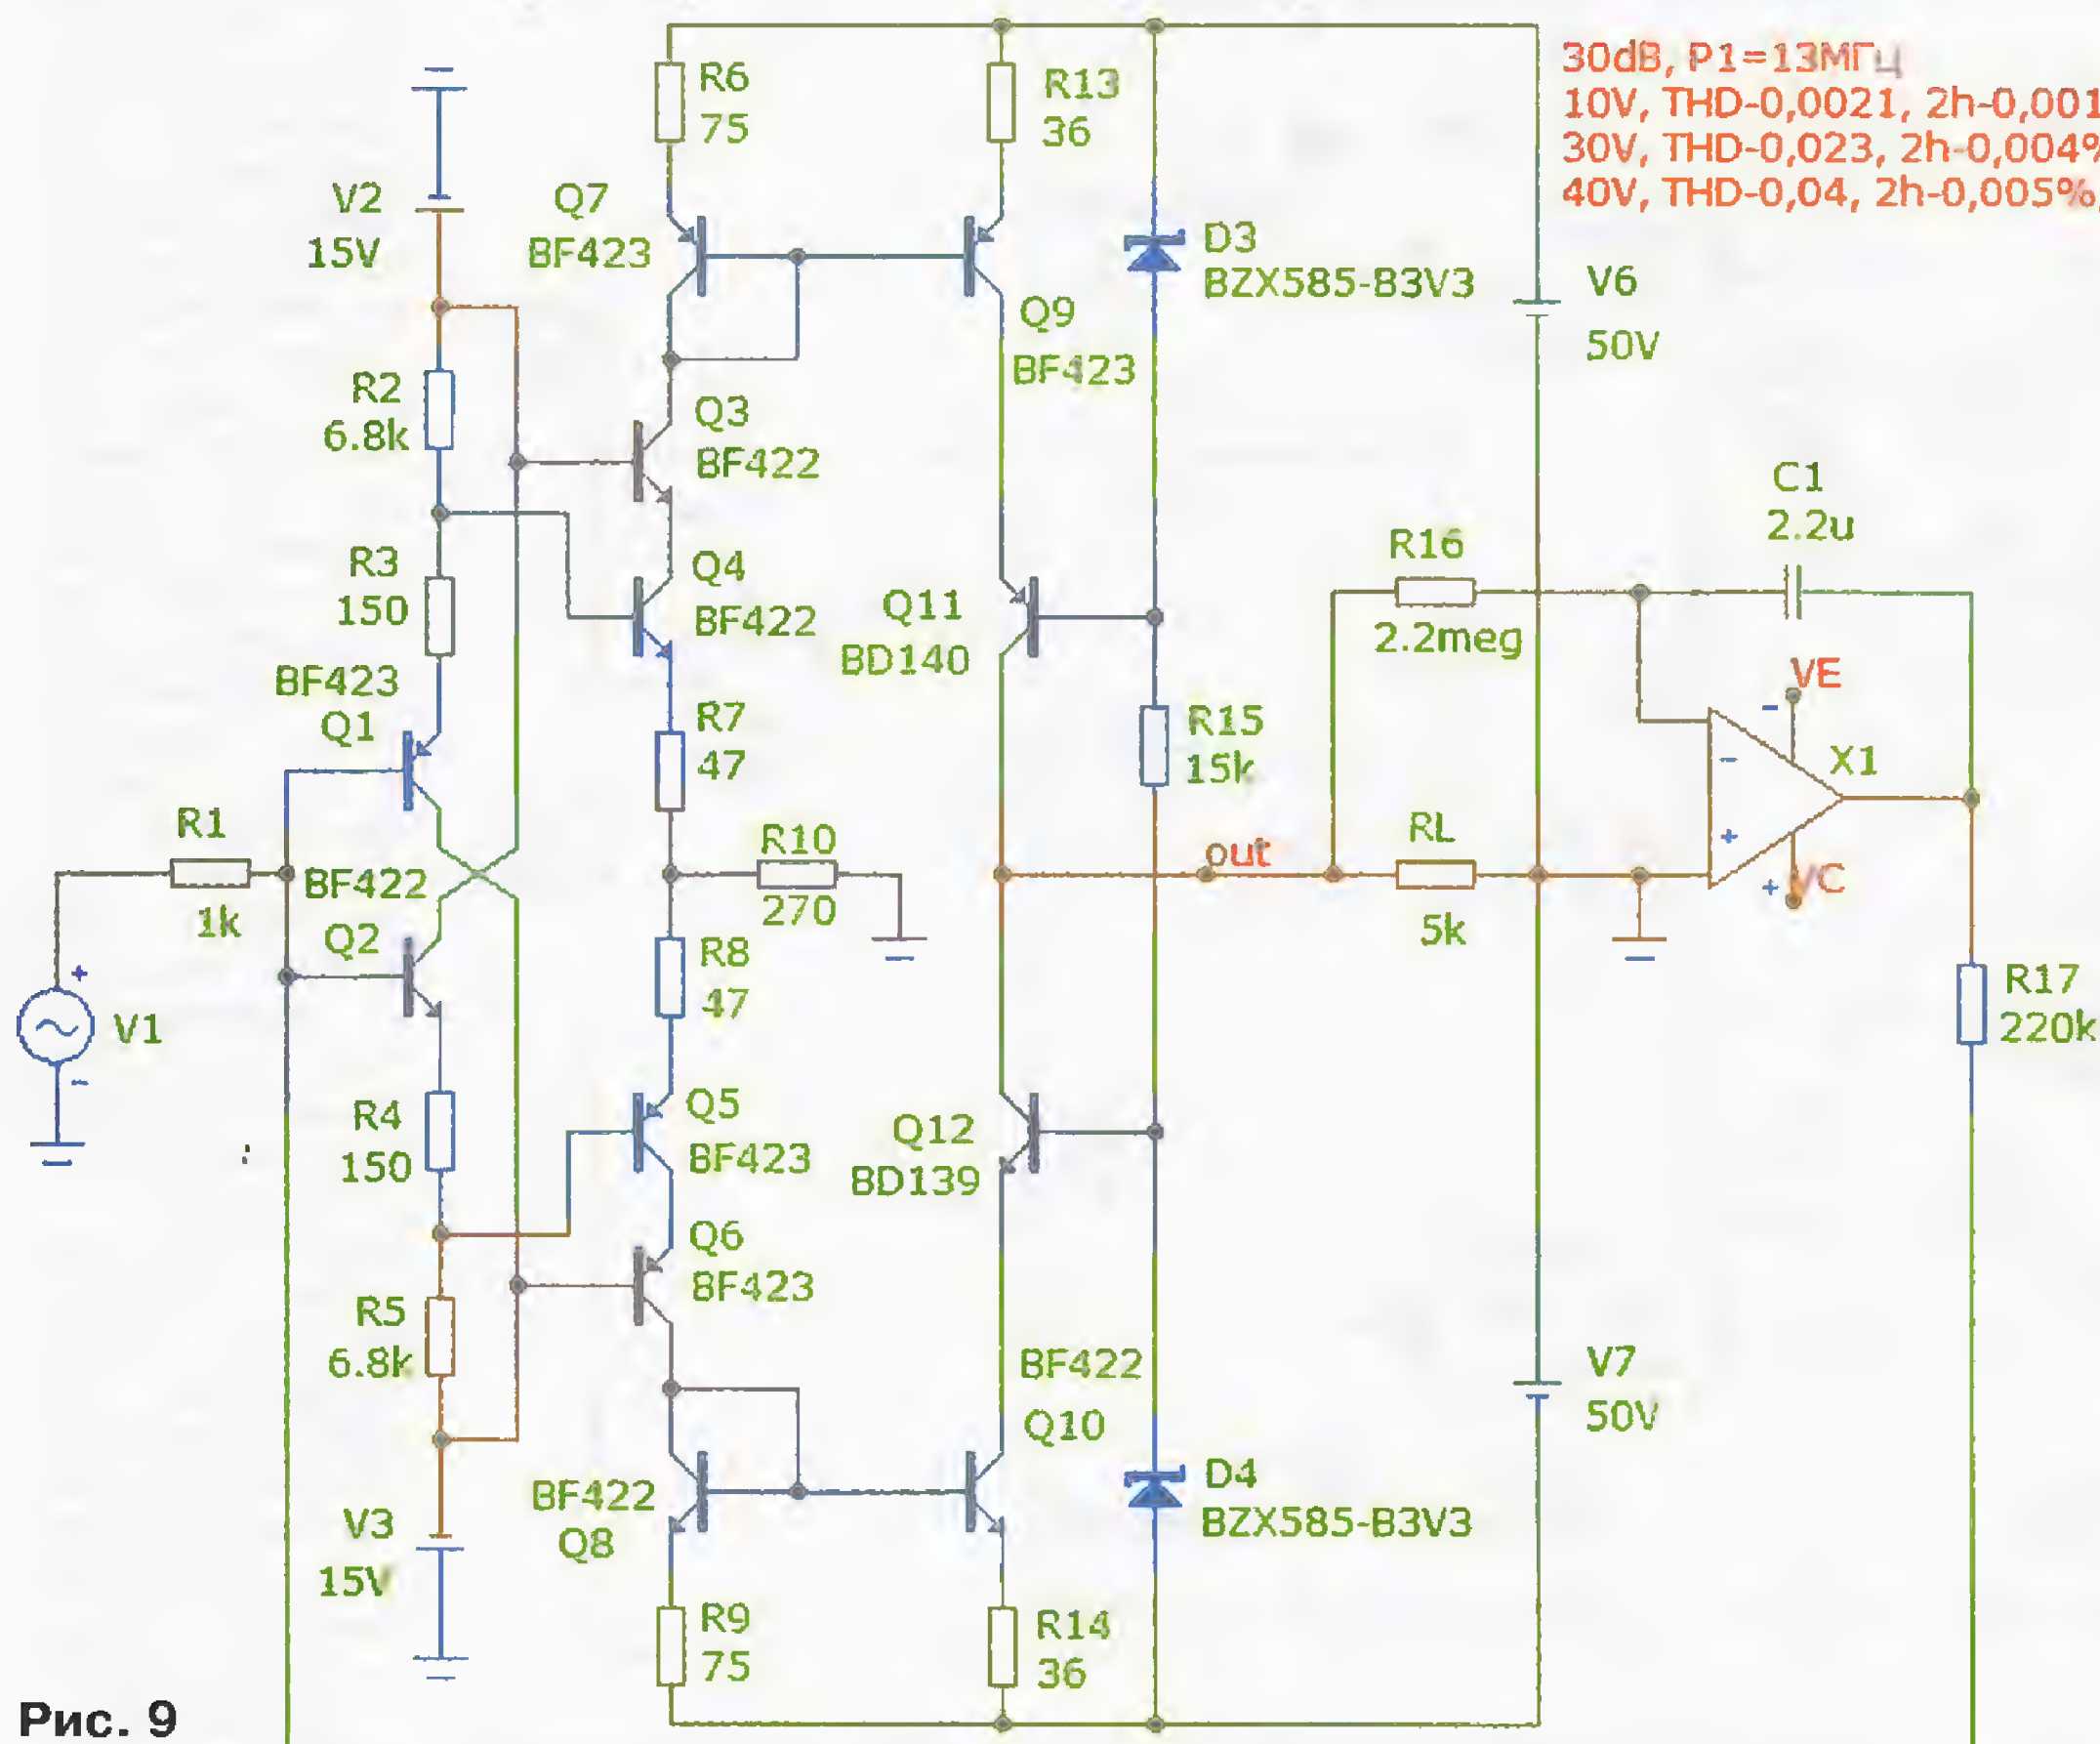 30dB, P1=13МГц
10V, THD-0,0021, 2h-0,001
30V, THD-0,023, 2h-0,004%
40V, THD-0,04, 2h-0,005%,
R6
75
R13
36
V2
15V
Q7
BF423
D3
BZX585-B3V3
V6
50V
Q9
BF423
R2
6.8k
Q3
BF422
C1
2.2u
R16
2.2meg
R3
150
Q4
BF422
Q11
BD140
BF423
Q1
R7
47
R15
15k
VE
-
-
X1
+
+
VC
R1
1k
R10
270
out
RL
5k
BF422
Q2
R8
47
R17
220k
+
V1
-
R4
150
Q5
BF423
Q12
BD139
Q6
BF423
R5
6.8k
BF422
Q10
V7
50V
V3
15V
BF422
Q8
D4
BZX585-B3V3
R9
75
R14
36
Рис. 9